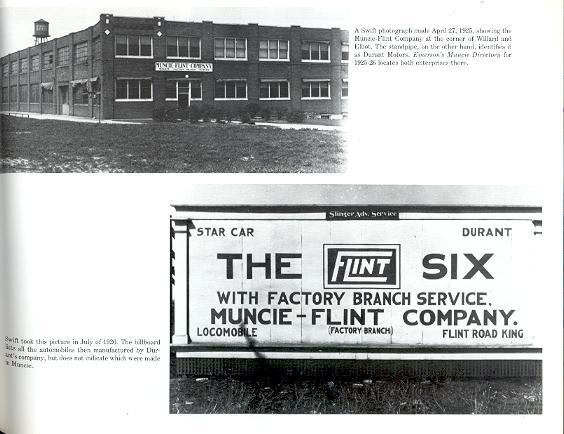 A Swift photograph made April 27, 1925, showing the
Muncie-Flint Company at the corner of Willard and
Elliot. The standpipe, on the other hand, identifies it
as Durant Motors. Emerson's Muncie Directory for
1925-26 locates both enterprises there.
MUNCIE-FLINT-COMPANY
Slinger Adv. Service
STAR CAR DURANT
THE FLINT SIX
WITH FACTORY BRANCH SERVICE,
MUNCIE-FLINT COMPANY.
LOCOMOBILE (FACTORY BRANCH) FLINT ROAD KING
Swift took this picture in July of 1926. The billboard
lists all the automobiles then manufactured by Dur-
ant's company, but does not indicate which were made
in Muncie.